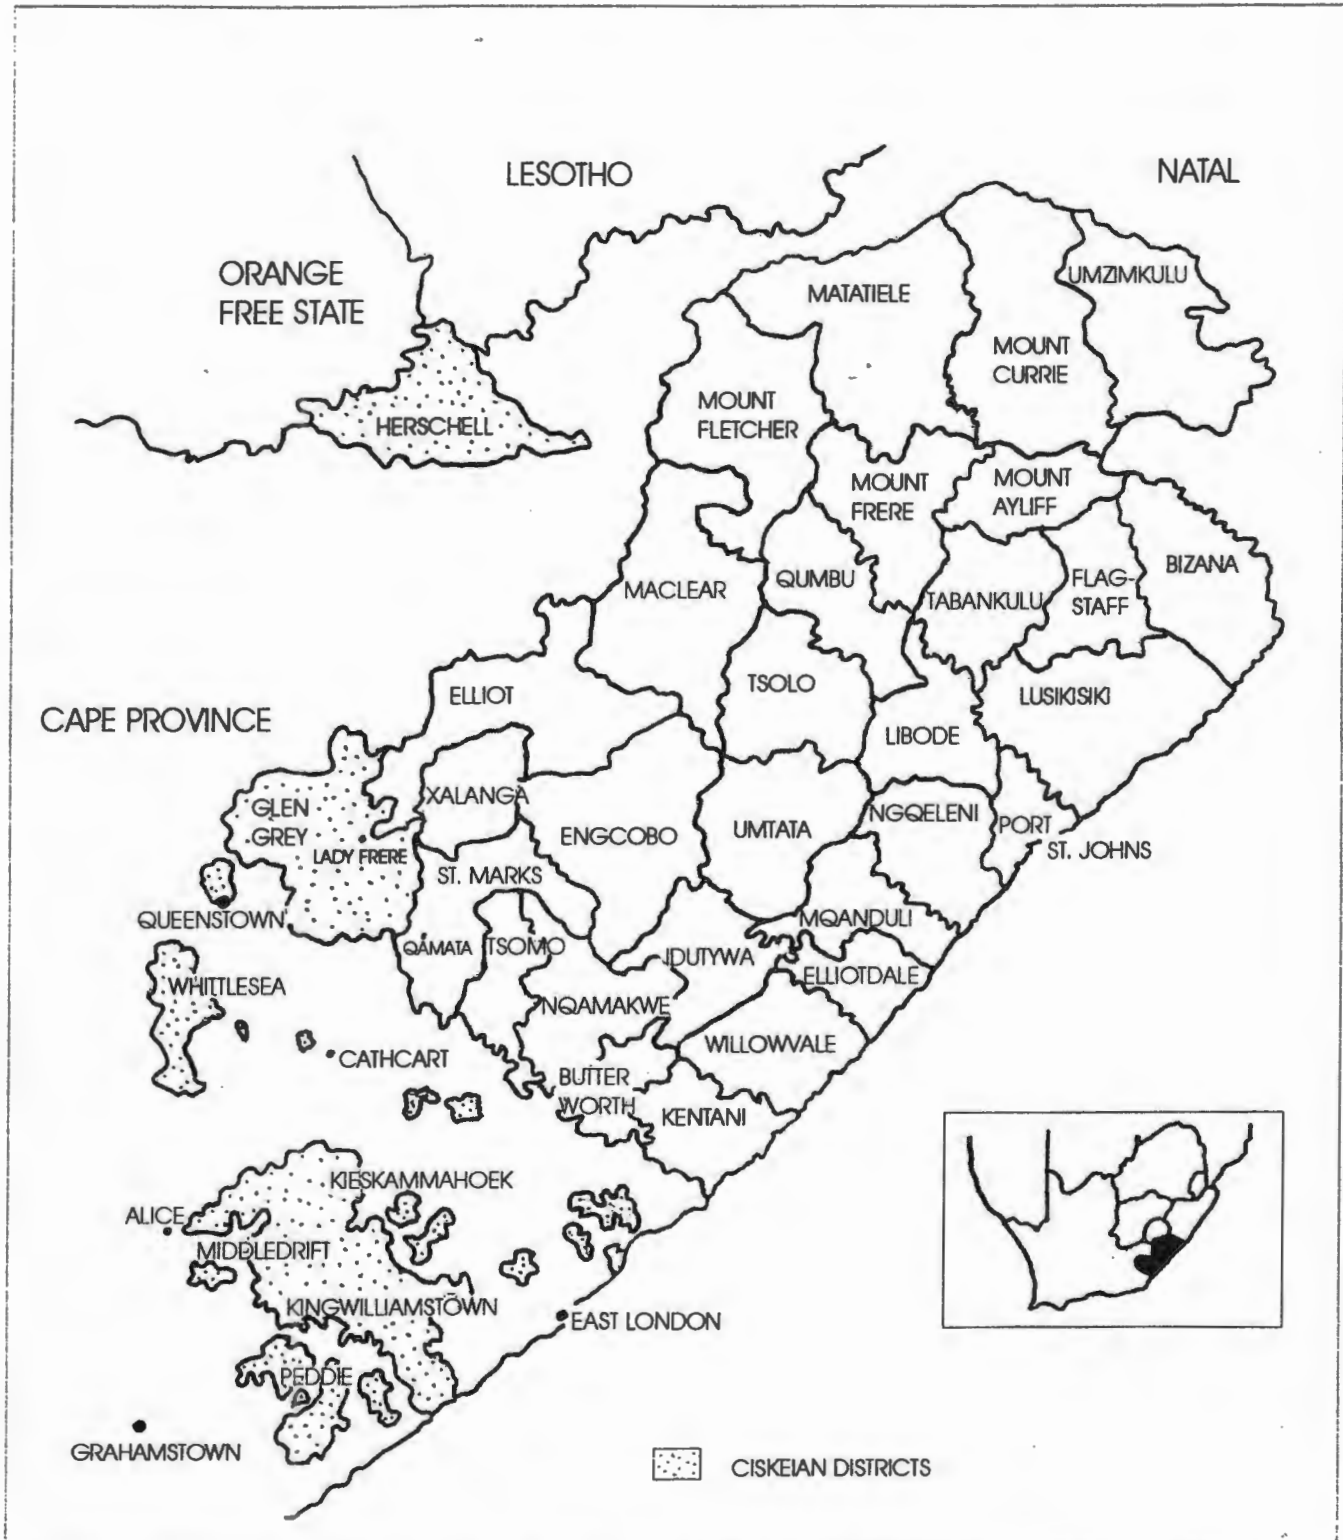 LESOTHO
NATAL
ORANGE
FREE STATE
UMZIMKULU
MATATIELE
MOUNT
CURRIE
HERSCHELL
MOUNT
FLETCHER
MOUNT
FRERE
MOUNT
AYLIFF
BIZANA
MACLEAR
QUMBU
TABANKULU
FLAG-
STAFF
TSOLO
ELLIOT
LUSIKISIKI
CAPE PROVINCE
LIBODE
XALANGA
GLEN
GREY
ENGCOBO
UMTATA
NGQELENI
PORT
ST. JOHNS
LADY FRERE
ST. MARKS
QUEENSTOWN
MQANDULI
QAMATA
TSOMO
IDUTYWA
ELLIOTDALE
WHITTLESEA
NQAMAKWE
WILLOWVALE
CATHCART
BUTTER
WORTH
KENTANI
KIESKAMMAHOEK
ALICE
MIDDLEDRIFT
KINGWILLIAMSTOWN
EAST LONDON
PEDDIE
GRAHAMSTOWN
CISKEIAN DISTRICTS